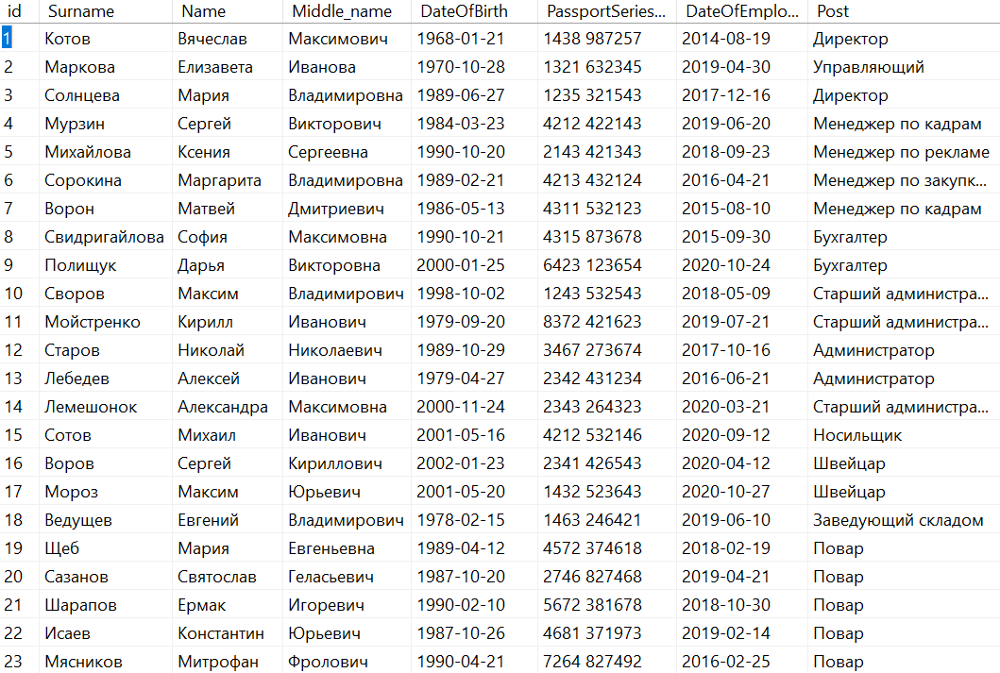 id Surname Name Middle_name DateOfBirth PassportSeries... DateOfEmplo... Post
1 Котов Вячеслав Максимович 1968-01-21 1438 987257 2014-08-19 Директор
2 Маркова Елизавета Иванова 1970-10-28 1321 632345 2019-04-30 Управляющий
3 Солнцева Мария Владимировна 1989-06-27 1235 321543 2017-12-16 Директор
4 Мурзин Сергей Викторович 1984-03-23 4212 422143 2019-06-20 Менеджер по кадрам
5 Михайлова Ксения Сергеевна 1990-10-20 2143 421343 2018-09-23 Менеджер по рекламе
6 Сорокина Маргарита Владимировна 1989-02-21 4213 432124 2016-04-21 Менеджер по закупк...
7 Ворон Матвей Дмитриевич 1986-05-13 4311 532123 2015-08-10 Менеджер по кадрам
8 Свидригайлова София Максимовна 1990-10-21 4315 873678 2015-09-30 Бухгалтер
9 Полищук Дарья Викторовна 2000-01-25 6423 123654 2020-10-24 Бухгалтер
10 Своров Максим Владимирович 1998-10-02 1243 532543 2018-05-09 Старший администра...
11 Мойстренко Кирилл Иванович 1979-09-20 8372 421623 2019-07-21 Старший администра...
12 Старов Николай Николаевич 1989-10-29 3467 273674 2017-10-16 Администратор
13 Лебедев Алексей Иванович 1979-04-27 2342 431234 2016-06-21 Администратор
14 Лемешонок Александра Максимовна 2000-11-24 2343 264323 2020-03-21 Старший администра...
15 Сотов Михаил Иванович 2001-05-16 4212 532146 2020-09-12 Носильщик
16 Воров Сергей Кириллович 2002-01-23 2341 426543 2020-04-12 Швейцар
17 Мороз Максим Юрьевич 2001-05-20 1432 523643 2020-10-27 Швейцар
18 Ведущев Евгений Владимирович 1978-02-15 1463 246421 2019-06-10 Заведующий складом
19 Щеб Мария Евгеньевна 1989-04-12 4572 374618 2018-02-19 Повар
20 Сазанов Святослав Геласьевич 1987-10-20 2746 827468 2019-04-21 Повар
21 Шарапов Ермак Игоревич 1990-02-10 5672 381678 2018-10-30 Повар
22 Исаев Константин Юрьевич 1987-10-26 4681 371973 2019-02-14 Повар
23 Мясников Митрофан Фролович 1990-04-21 7264 827492 2016-02-25 Повар